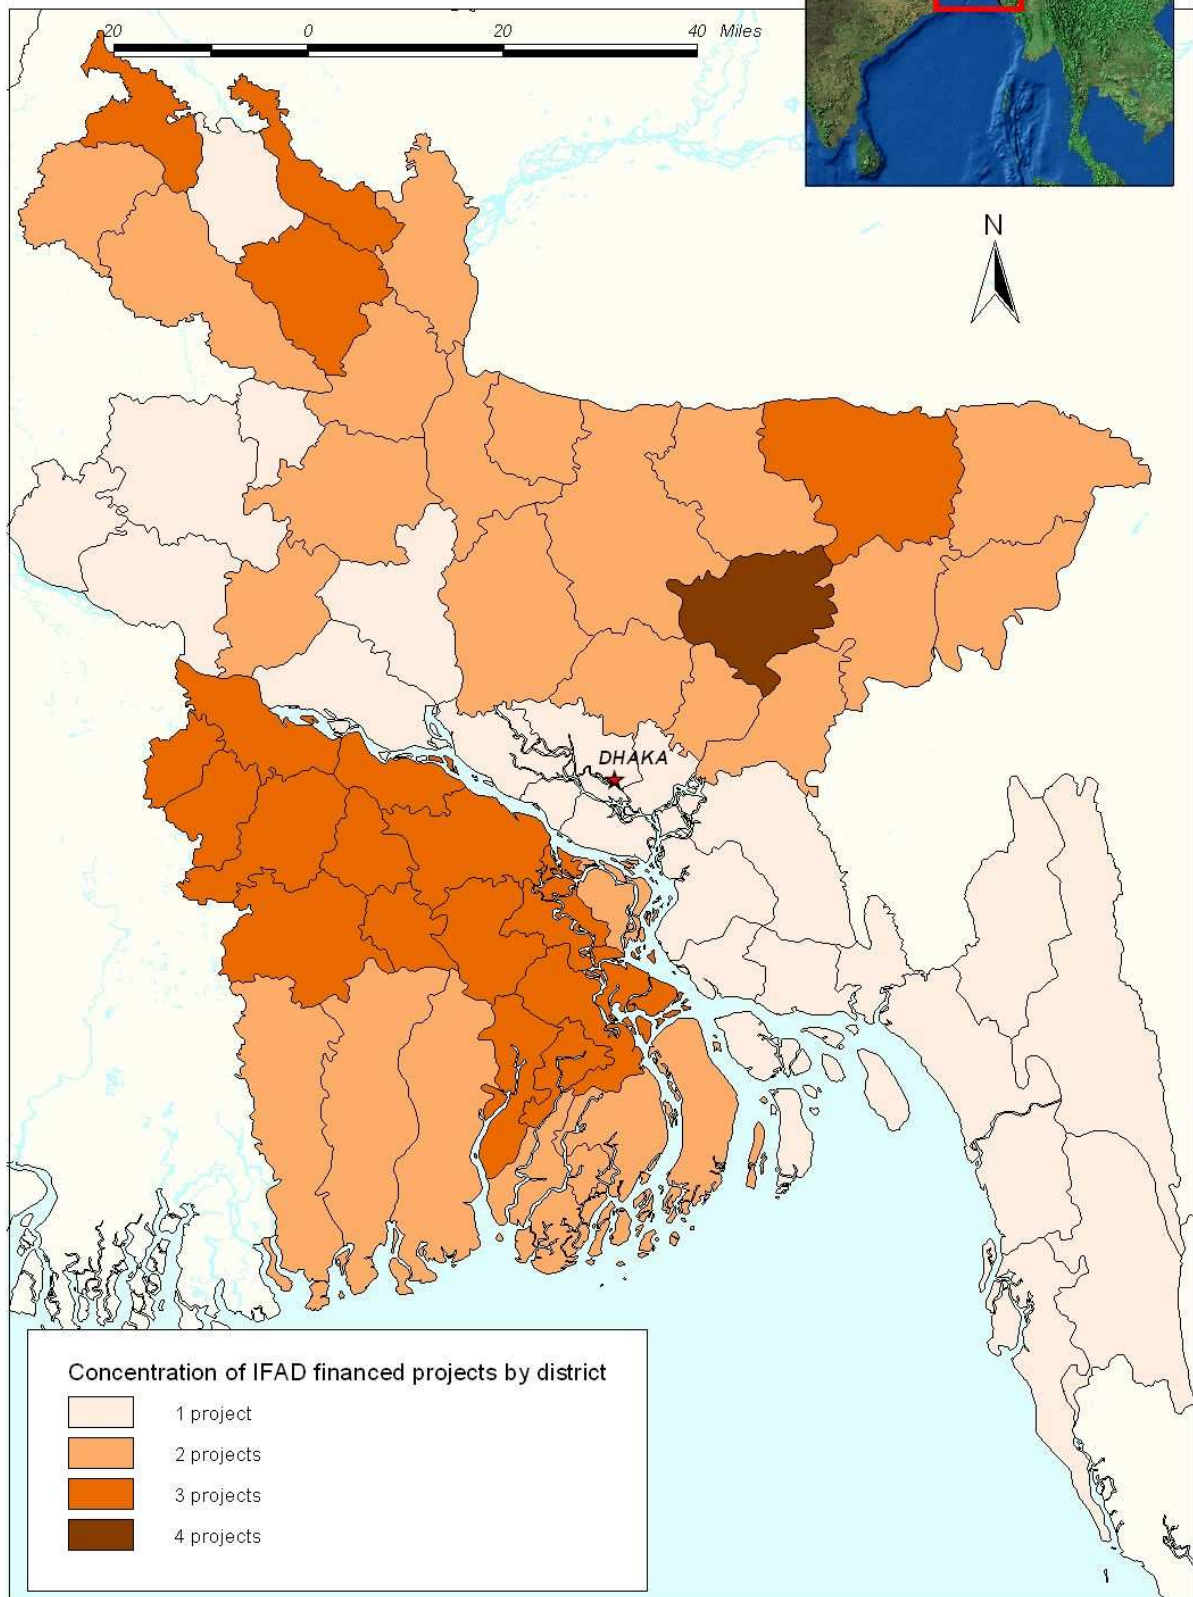 20 0 20 40 Miles
N
DHAKA
Concentration of IFAD financed projects by district
1 project
2 projects
3 projects
4 projects